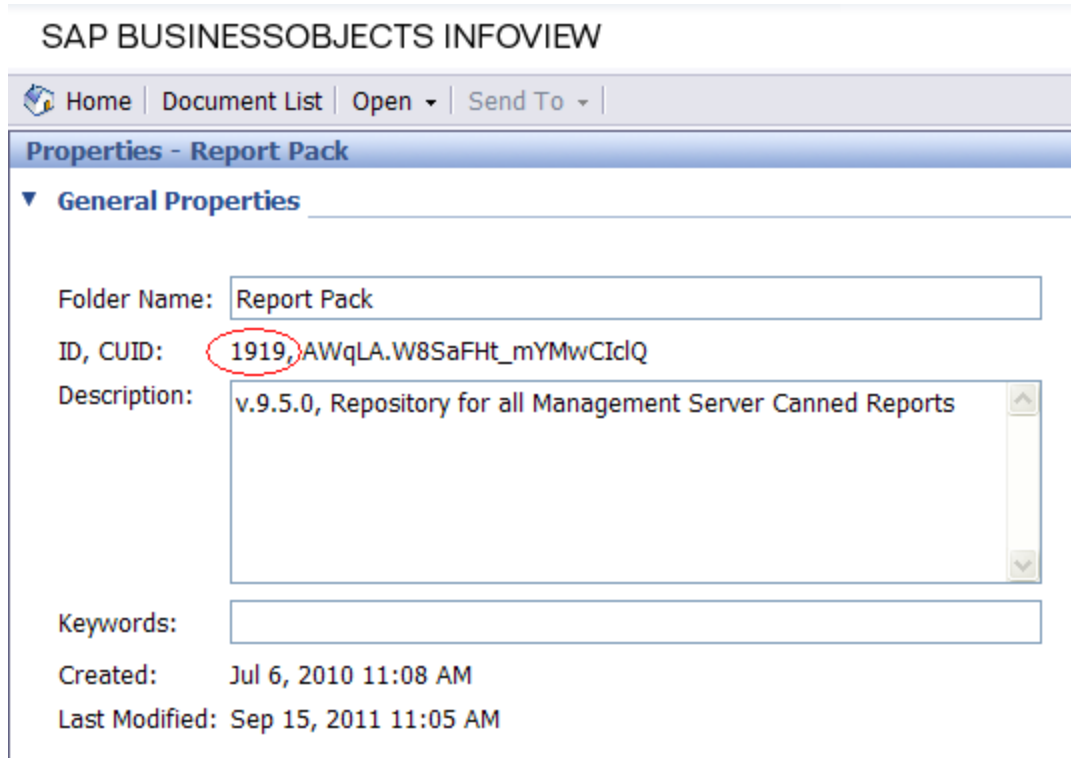 SAP BUSINESSOBJECTS INFOVIEW
Home | Document List | Open | Send To |
Properties - Report Pack
General Properties
Folder Name: Report Pack
ID, CUID: 1919, AWqLA.W8SaFHt_mYMwCIclQ
Description: v.9.5.0, Repository for all Management Server Canned Reports
Keywords:
Created: Jul 6, 2010 11:08 AM
Last Modified: Sep 15, 2011 11:05 AM